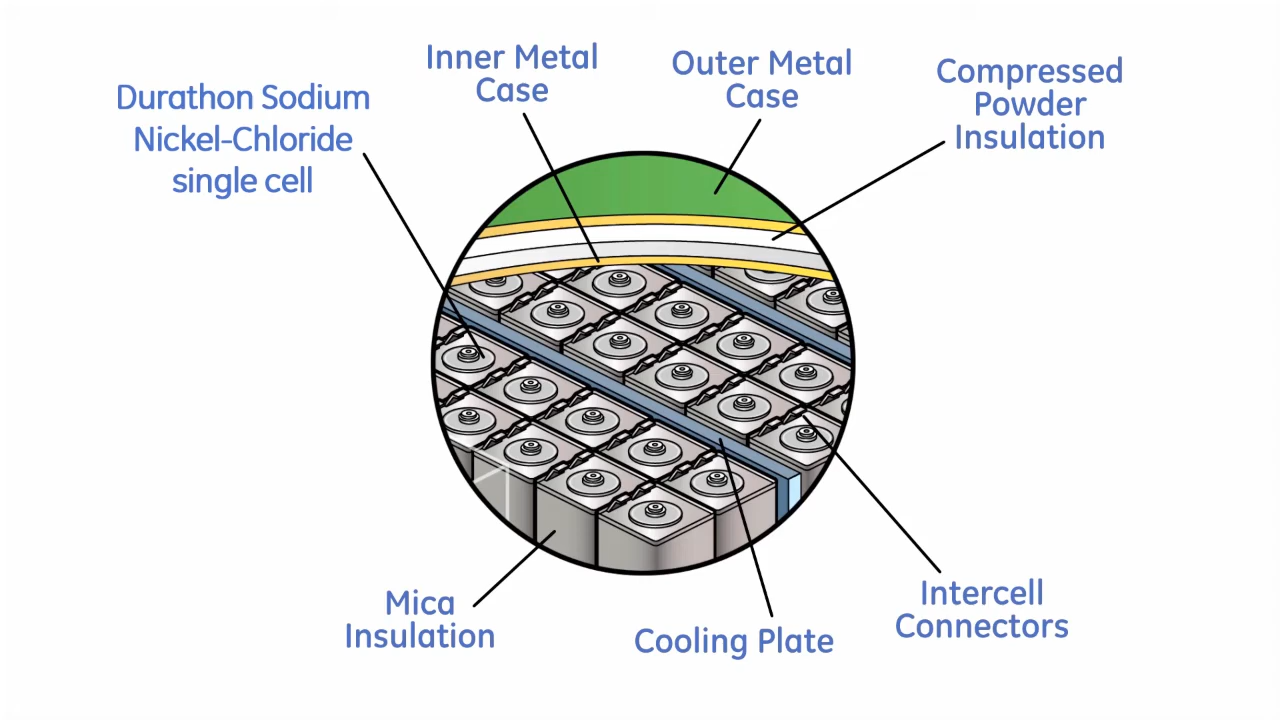 Inner Metal
Case
Outer Metal
Case
Compressed
Powder
Insulation
Durathon Sodium
Nickel-Chloride
single cell
Mica
Insulation
Cooling Plate
Intercell
Connectors